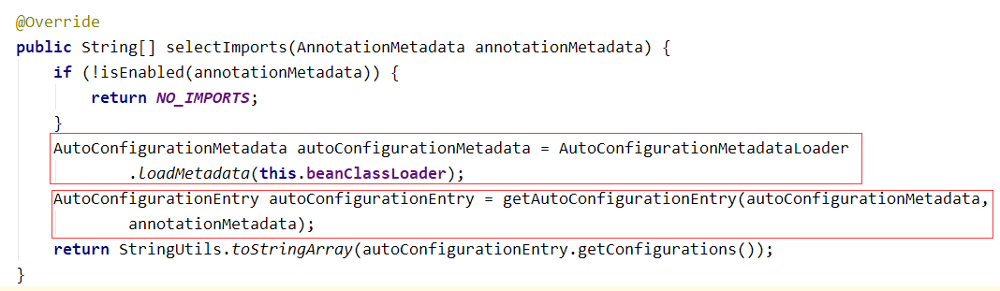 @Override
public String[] selectImports(AnnotationMetadata annotationMetadata) {
    if (!isEnabled(annotationMetadata)) {
        return NO_IMPORTS;
    }
    AutoConfigurationMetadata autoConfigurationMetadata = AutoConfigurationMetadataLoader
            .loadMetadata(this.beanClassLoader);
    AutoConfigurationEntry autoConfigurationEntry = getAutoConfigurationEntry(autoConfigurationMetadata,
            annotationMetadata);
    return StringUtils.toStringArray(autoConfigurationEntry.getConfigurations());
}